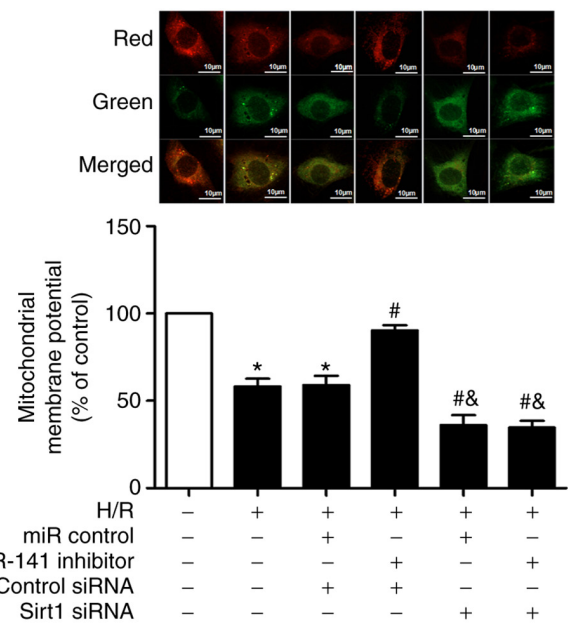 Red
10μm 10μm 10μm 10μm 10μm 10μm
Green
10μm 10μm 10μm 10μm 10μm 10μm
Merged
10μm 10μm 10μm 10μm 10μm 10μm
Mitochondrial
membrane potential
(% of control)
150
100
50
0
* * # #& #&
H/R – + + + + +
miR control – – + – + –
R-141 inhibitor – – – + – +
Control siRNA – – + + – –
Sirt1 siRNA – – – – + +